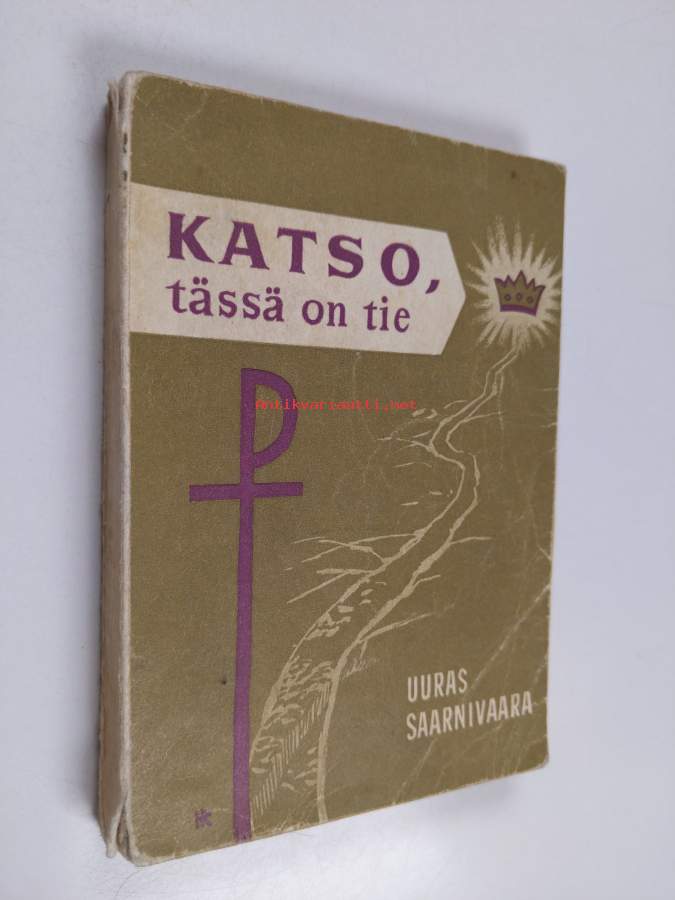 KATSO,
tässä on tie
Antikvariaatti.net
UURAS
SAARNIVAARA